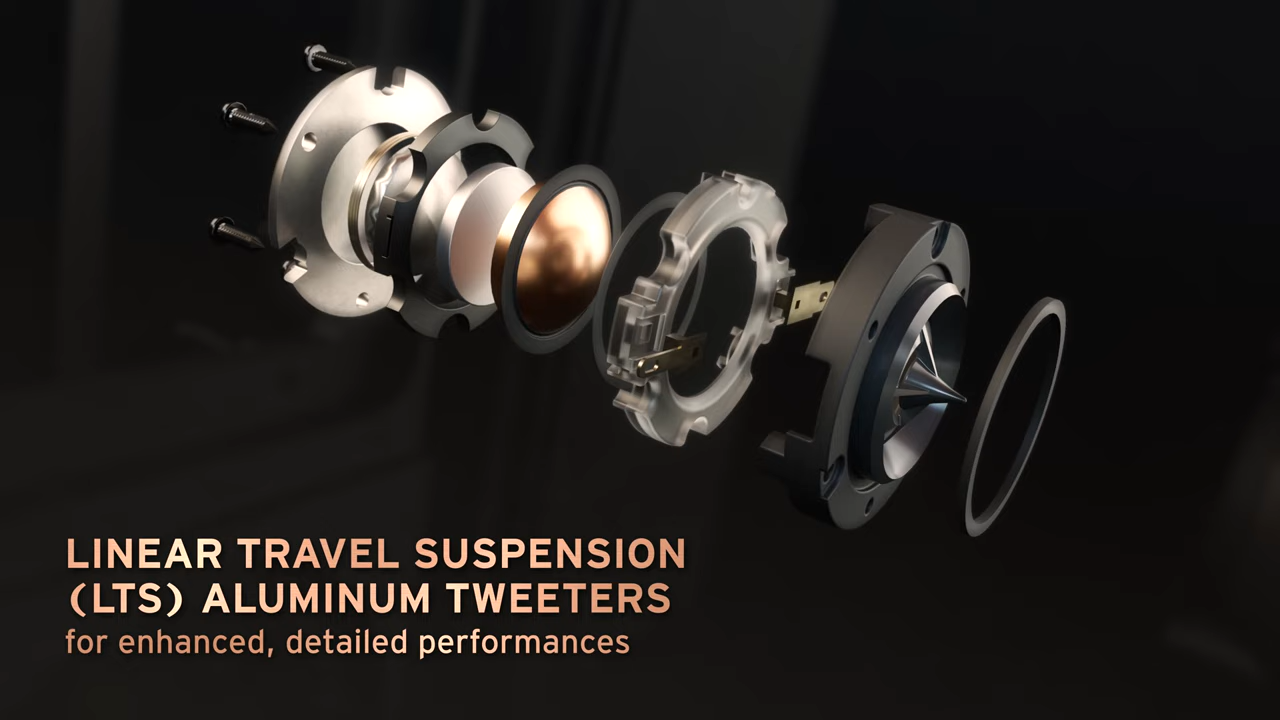 LINEAR TRAVEL SUSPENSION
(LTS) ALUMINUM TWEETERS
for enhanced, detailed performances